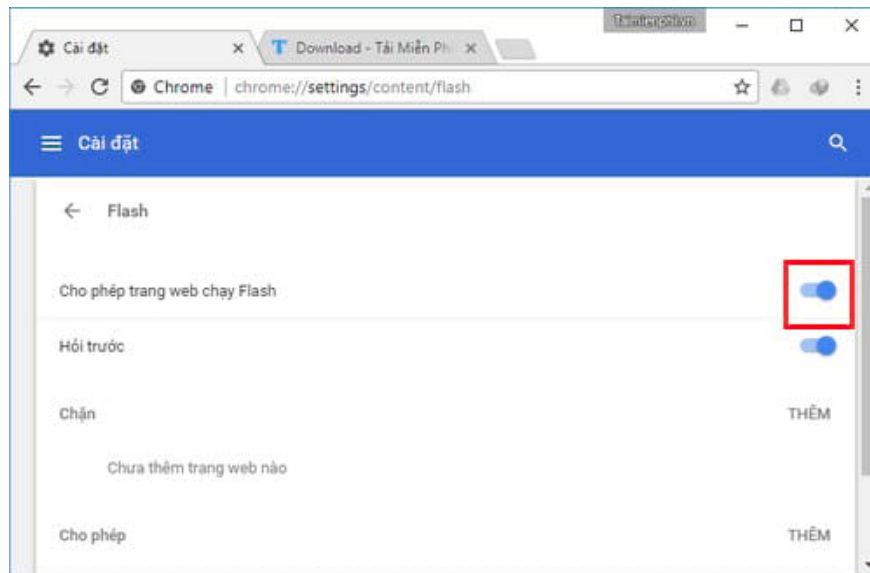 Cài đặt
Download - Tải Miễn Ph
Chrome | chrome://settings/content/flash
Cài đặt
Flash
Cho phép trang web chạy Flash
Hỏi trước
Chặn THÊM
Chưa thêm trang web nào
Cho phép THÊM